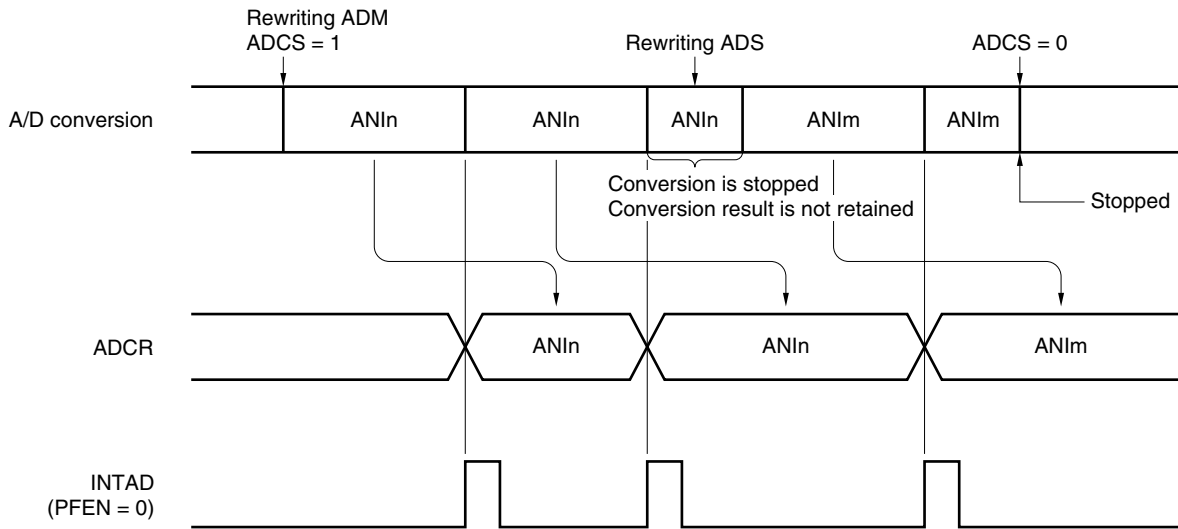 Rewriting ADM
ADCS = 1
Rewriting ADS
ADCS = 0
A/D conversion
ANIn
ANIn
ANIn
ANIm
ANIm
Conversion is stopped
Conversion result is not retained
Stopped
ADCR
ANIn
ANIn
ANIm
INTAD
(PFEN = 0)